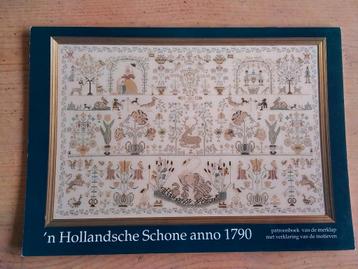 'n Hollandsche Schone anno 1790
patroonboek van de merklap
met verklaring van de motieven